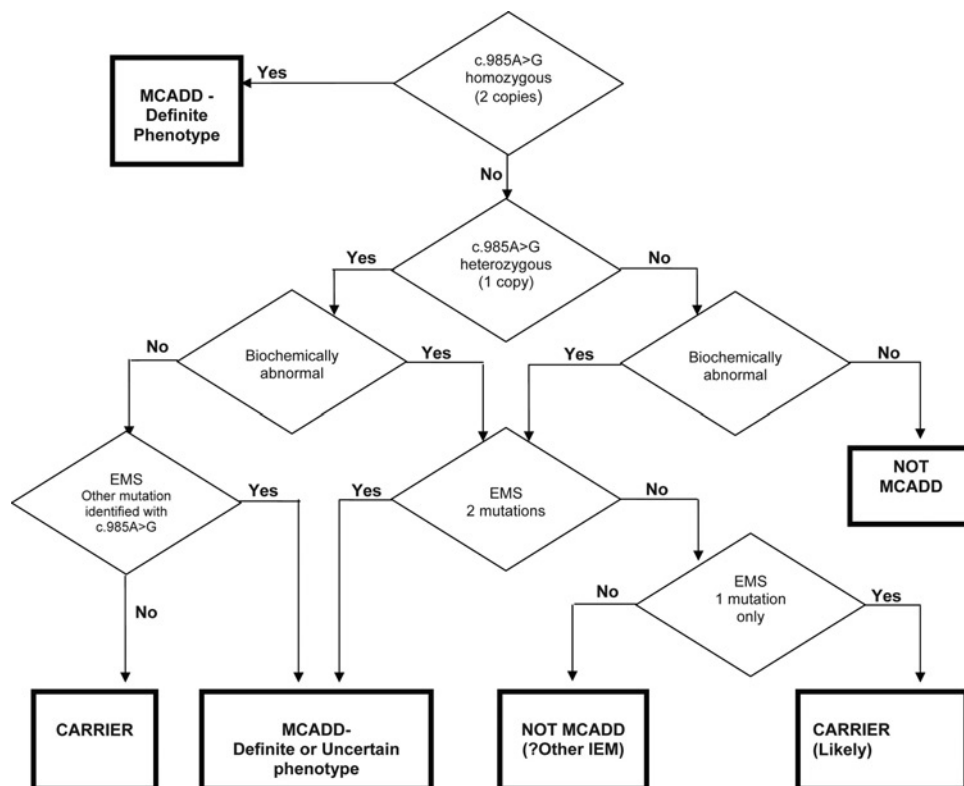 c.985A>G
homozygous
(2 copies)
Yes
MCADD -
Definite
Phenotype
No
c.985A>G
heterozygous
(1 copy)
Yes
No
Biochemically
abnormal
No
Yes
Biochemically
abnormal
Yes
No
EMS
Other mutation
identified with
c.985A>G
Yes
No
EMS
2 mutations
Yes
No
NOT
MCADD
EMS
1 mutation
only
No
Yes
CARRIER
MCADD-
Definite or Uncertain
phenotype
NOT MCADD
(?Other IEM)
CARRIER
(Likely)